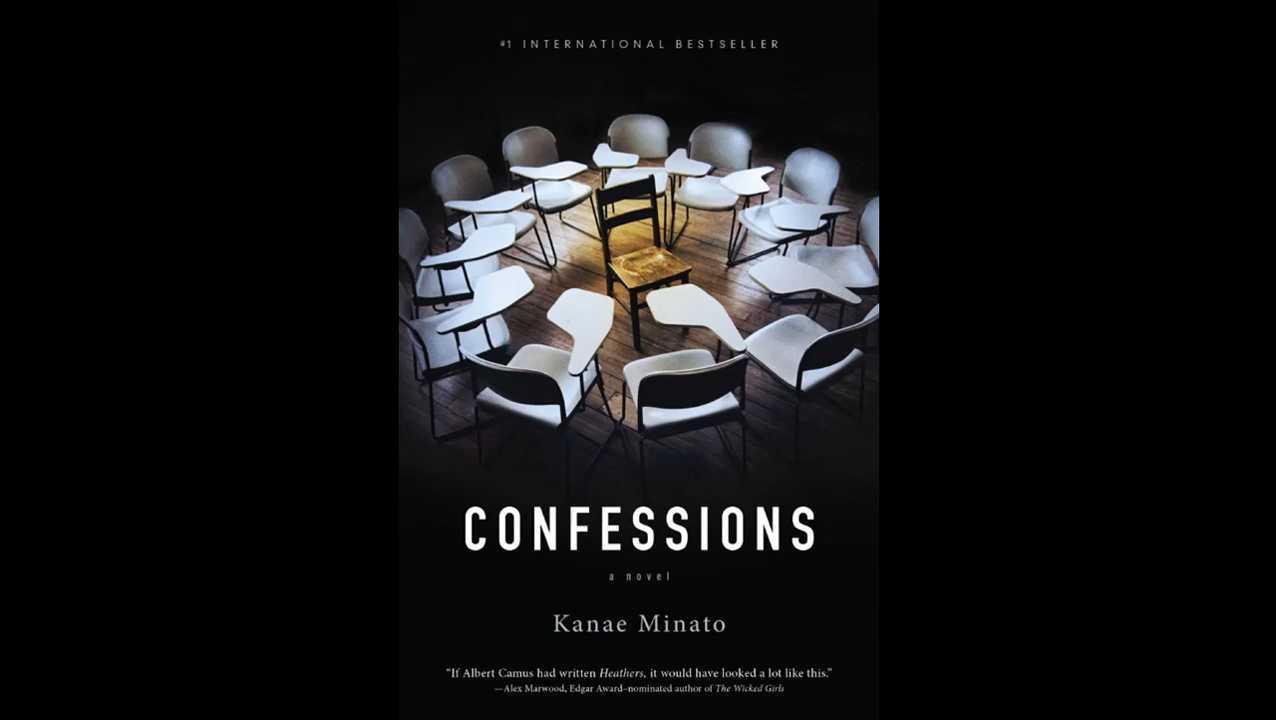 #1 INTERNATIONAL BESTSELLER
CONFESSIONS
a novel
Kanae Minato
“If Albert Camus had written Heathers, it would have looked a lot like this.”
—Alex Marwood, Edgar Award–nominated author of The Wicked Girls